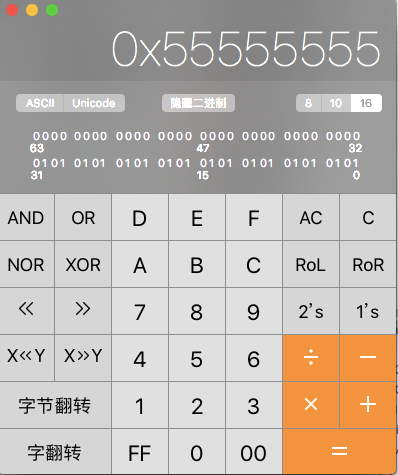 0x55555555
ASCII Unicode 隐藏二进制 8 10 16
0000 0000 0000 0000 0000 0000 0000 0000
63 47 32
0101 0101 0101 0101 0101 0101 0101 0101
31 15 0
AND OR D E F AC C
NOR XOR A B C RoL RoR
« » 7 8 9 2's 1's
X«Y X»Y 4 5 6 ÷ −
字节翻转 1 2 3 × +
字翻转 FF 0 00 =